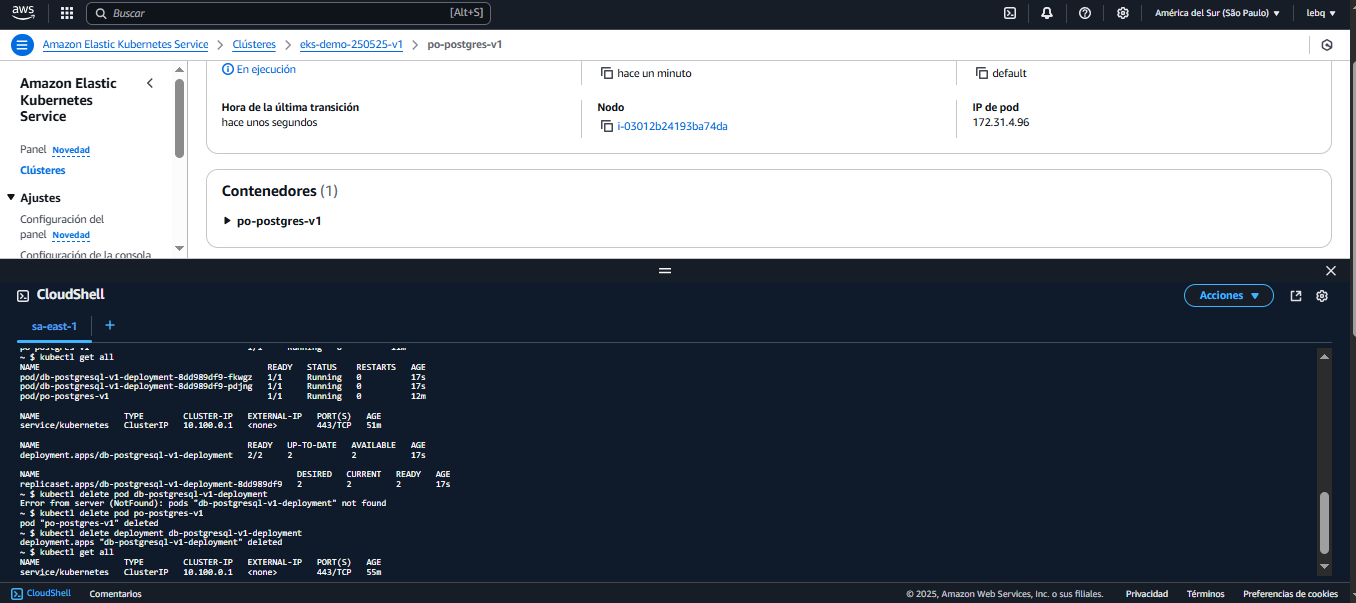 aws
Buscar [Alt+S]
América del Sur (São Paulo) ▼ lebq ▼
Amazon Elastic Kubernetes Service > Clústeres > eks-demo-250525-v1 > po-postgres-v1
Amazon Elastic Kubernetes Service
Panel Novedad
Clústeres
▼ Ajustes
Configuración del panel Novedad
Configuración de la consola
En ejecución
hace un minuto
default
Hora de la última transición
hace unos segundos
Nodo
i-03012b24193ba74da
IP de pod
172.31.4.96
Contenedores (1)
▶ po-postgres-v1
CloudShell
Acciones ▼
sa-east-1 +
po-postgres-v1 1/1 Running 0 11m
~ $ kubectl get all
NAME READY STATUS RESTARTS AGE
pod/db-postgresql-v1-deployment-8dd989df9-fkwgz 1/1 Running 0 17s
pod/db-postgresql-v1-deployment-8dd989df9-pdjng 1/1 Running 0 17s
pod/po-postgres-v1 1/1 Running 0 12m
NAME TYPE CLUSTER-IP EXTERNAL-IP PORT(S) AGE
service/kubernetes ClusterIP 10.100.0.1 <none> 443/TCP 51m
NAME READY UP-TO-DATE AVAILABLE AGE
deployment.apps/db-postgresql-v1-deployment 2/2 2 2 17s
NAME DESIRED CURRENT READY AGE
replicaset.apps/db-postgresql-v1-deployment-8dd989df9 2 2 2 17s
~ $ kubectl delete pod db-postgresql-v1-deployment
Error from server (NotFound): pods "db-postgresql-v1-deployment" not found
~ $ kubectl delete pod po-postgres-v1
pod "po-postgres-v1" deleted
~ $ kubectl delete deployment db-postgresql-v1-deployment
deployment.apps "db-postgresql-v1-deployment" deleted
~ $ kubectl get all
NAME TYPE CLUSTER-IP EXTERNAL-IP PORT(S) AGE
service/kubernetes ClusterIP 10.100.0.1 <none> 443/TCP 55m
CloudShell Comentarios © 2025, Amazon Web Services, Inc. o sus filiales. Privacidad Términos Preferencias de cookies